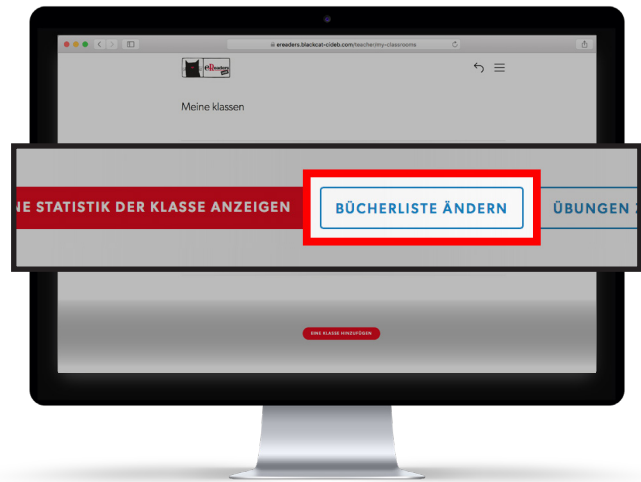 ereaders.blackcat-cideb.com/teacher/my-classrooms
eReaders
Meine klassen
NE STATISTIK DER KLASSE ANZEIGEN
BÜCHERLISTE ÄNDERN
ÜBUNGEN
EINE KLASSE HINZUFÜGEN